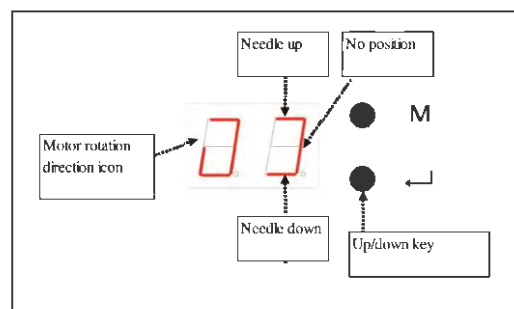 Needle up
No position
M
Motor rotation
direction icon
Needle down
Up/down key